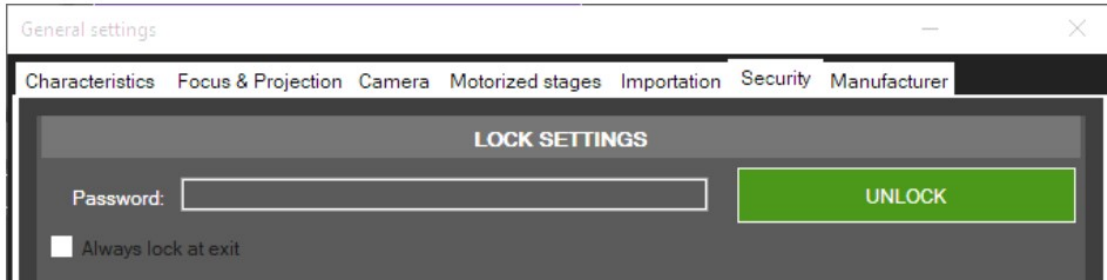 General settings
Characteristics Focus & Projection Camera Motorized stages Importation Security Manufacturer
LOCK SETTINGS
Password: UNLOCK
Always lock at exit